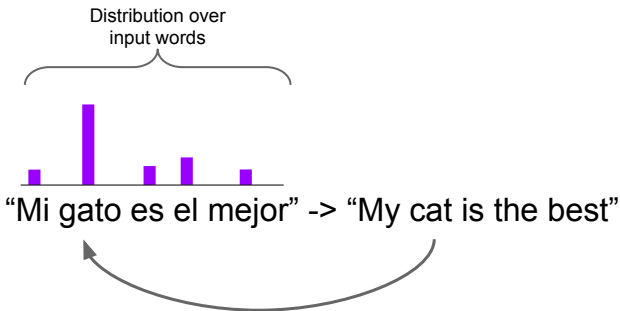 Distribution over
input words
“Mi gato es el mejor” -> “My cat is the best”